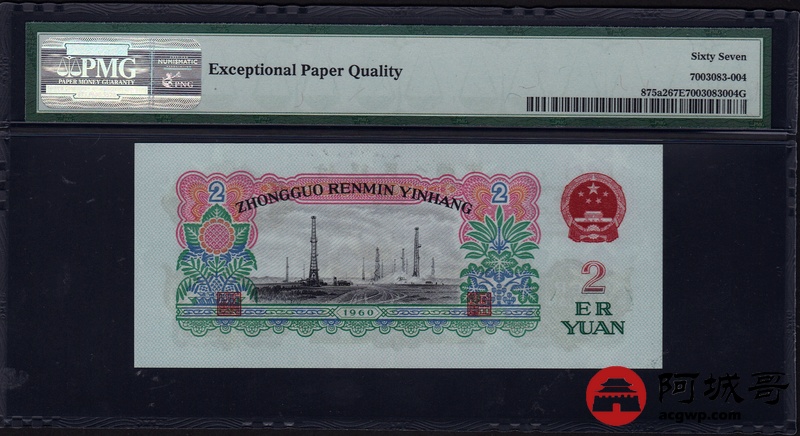 PMG
PAPER MONEY GUARANTY
NUMISMATIC
PNG
Exceptional Paper Quality
Sixty Seven
7003083-004
875a267E7003083004G
2
ZHONGGUO RENMIN YINHANG
2
1960
2
ER
YUAN
阿城哥
acgwp.com